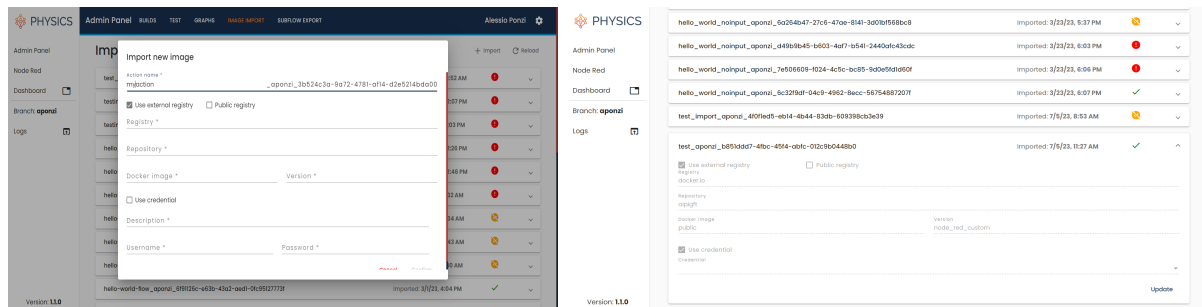 PHYSICS
Admin Panel BUILDS TEST GRAPHS IMAGE IMPORT SUBFLOW EXPORT Alessio Ponzi
Admin Panel
Node Red
Dashboard
Branch: aponzi
Logs
Version: 1.1.0
+ Import Reload
Import new image
Action name *
myaction _aponzi_3b524c3a-9a72-4781-af14-d2e5214bda00
Use external registry Public registry
Registry *
Repository *
Docker image * Version *
Use credential
Description *
Username * Password *
Cancel Confirm
hello-world-flow_aponzi_6f91126c-e63b-43a2-aed1-0fc95127773f Imported: 3/1/23, 4:04 PM
PHYSICS
Admin Panel
Node Red
Dashboard
Branch: aponzi
Logs
Version: 1.1.0
hello_world_noinput_aponzi_6a264b47-27c6-47ae-8141-3d01bf568bc8 Imported: 3/23/23, 5:37 PM
hello_world_noinput_aponzi_d49b9b45-b603-4af7-b541-2440afc43cdc Imported: 3/23/23, 6:03 PM
hello_world_noinput_aponzi_7e506609-f024-4c5c-bc85-9d0e5fd1d60f Imported: 3/23/23, 6:06 PM
hello_world_noinput_aponzi_6c32f9df-04c9-4962-8ecc-56754887207f Imported: 3/23/23, 6:07 PM
test_import_aponzi_4f0f1ed5-eb14-4b44-83db-609398cb3e39 Imported: 7/5/23, 8:53 AM
test_aponzi_b851ddd7-4fbc-45f4-abfc-012c9b0448b0 Imported: 7/5/23, 11:27 AM
Use external registry Public registry
Registry
docker.io
Repository
aipigft
Docker image Version
public node_red_custom
Use credential
Credential
Update